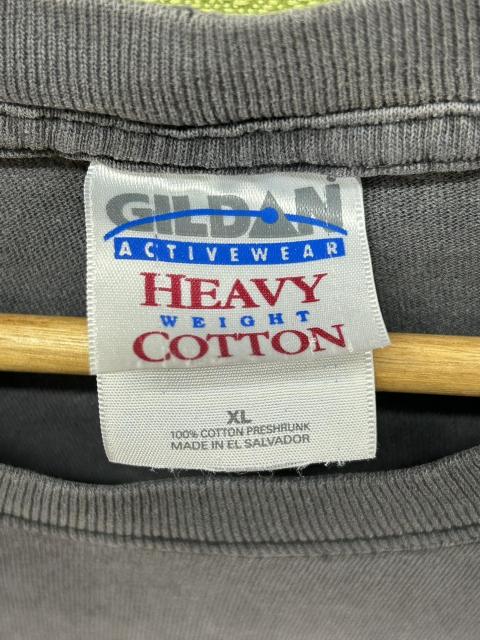 GILDAN
ACTIVEWEAR
HEAVY
WEIGHT
COTTON
XL
100% COTTON PRESHRUNK
MADE IN EL SALVADOR